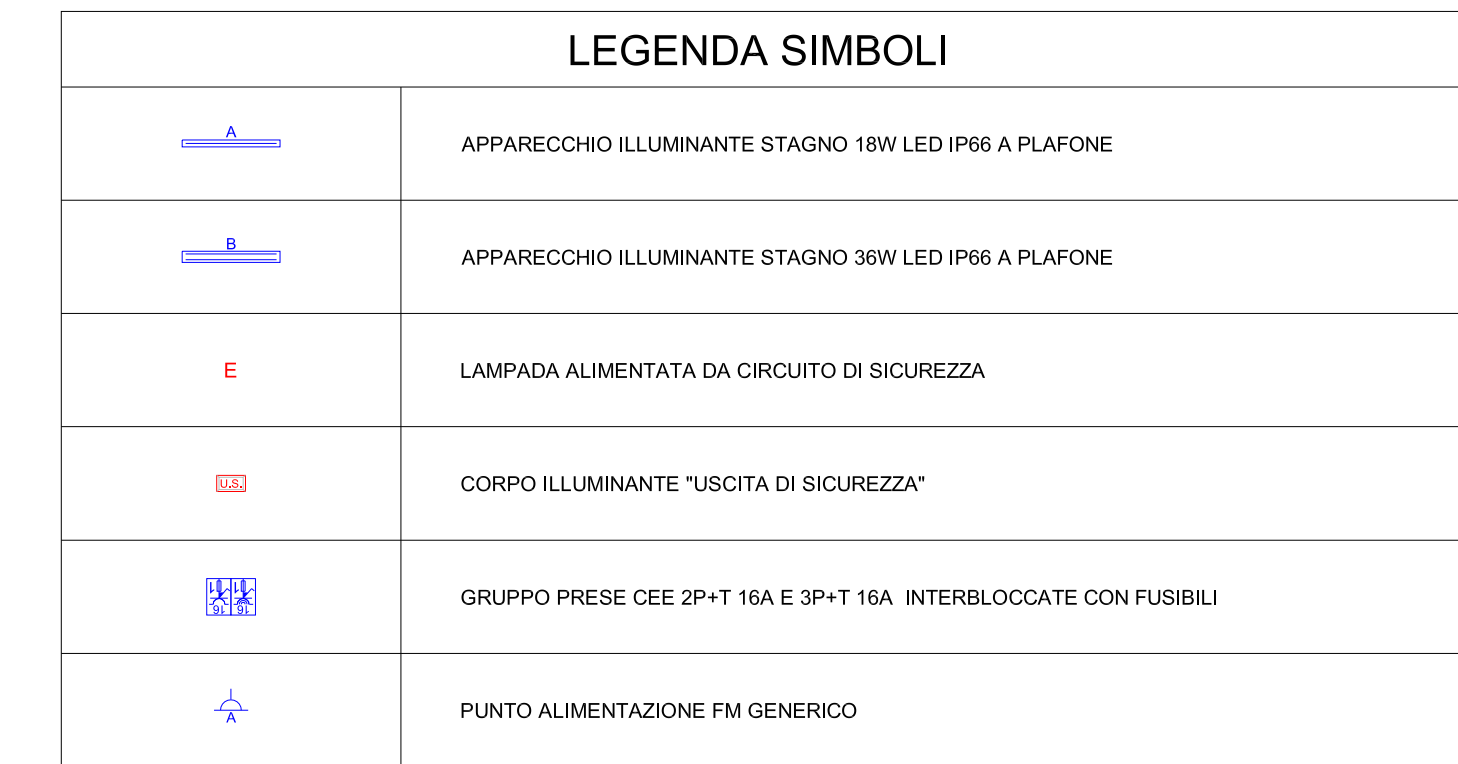 LEGENDA SIMBOLI
A
APPARECCHIO ILLUMINANTE STAGNO 18W LED IP66 A PLAFONE
B
APPARECCHIO ILLUMINANTE STAGNO 36W LED IP66 A PLAFONE
E
LAMPADA ALIMENTATA DA CIRCUITO DI SICUREZZA
U.S.
CORPO ILLUMINANTE "USCITA DI SICUREZZA"
16 16
GRUPPO PRESE CEE 2P+T 16A E 3P+T 16A INTERBLOCCATE CON FUSIBILI
A
PUNTO ALIMENTAZIONE FM GENERICO